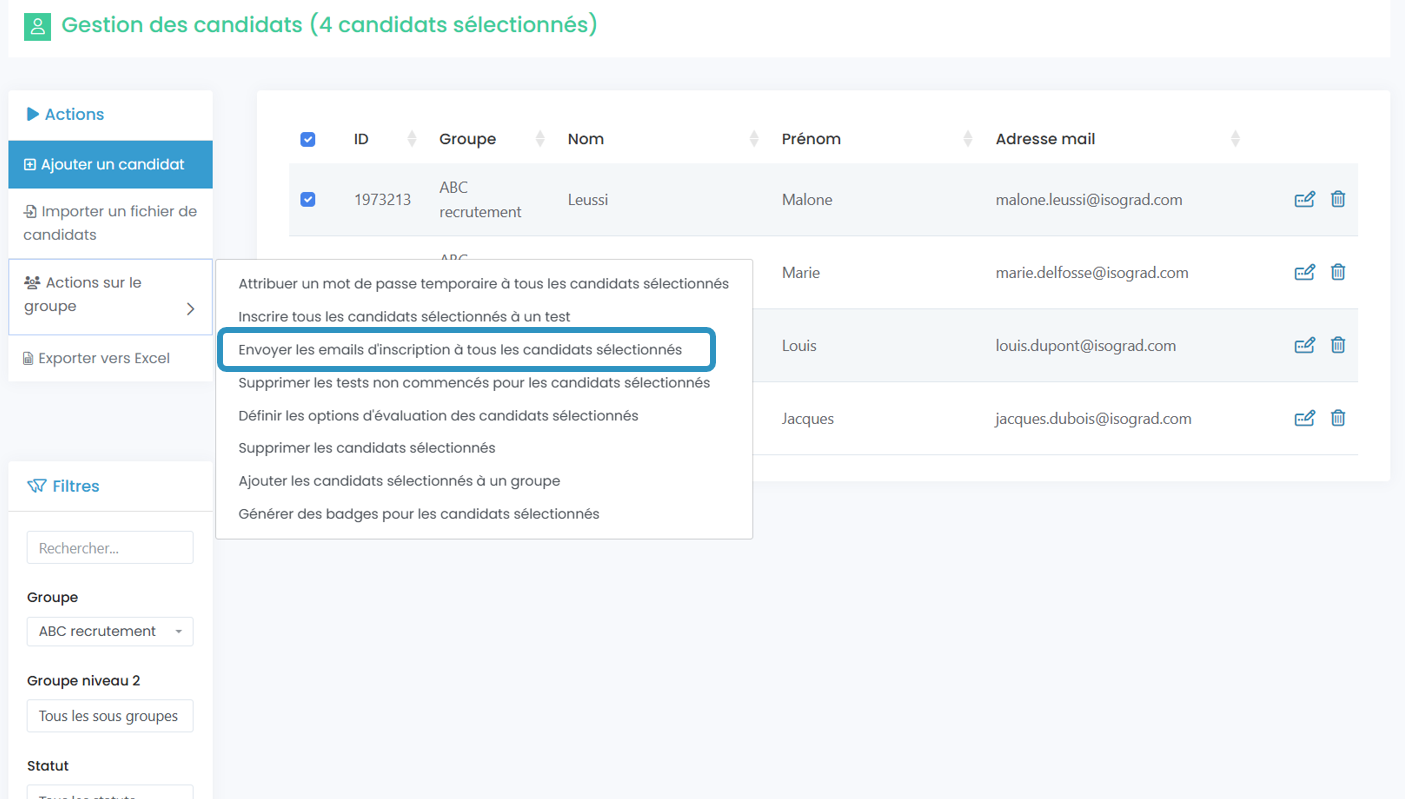 Gestion des candidats (4 candidats sélectionnés)
Actions
Ajouter un candidat
Importer un fichier de
candidats
Actions sur le
groupe
Exporter vers Excel
ID Groupe Nom Prénom Adresse mail
1973213 ABC
recrutement Leussi Malone malone.leussi@isograd.com
ABC
Marie marie.delfosse@isograd.com
Louis louis.dupont@isograd.com
Jacques jacques.dubois@isograd.com
Attribuer un mot de passe temporaire à tous les candidats sélectionnés
Inscrire tous les candidats sélectionnés à un test
Envoyer les emails d'inscription à tous les candidats sélectionnés
Supprimer les tests non commencés pour les candidats sélectionnés
Définir les options d'évaluation des candidats sélectionnés
Supprimer les candidats sélectionnés
Ajouter les candidats sélectionnés à un groupe
Générer des badges pour les candidats sélectionnés
Filtres
Rechercher...
Groupe
ABC recrutement
Groupe niveau 2
Tous les sous groupes
Statut
Tous les statuts